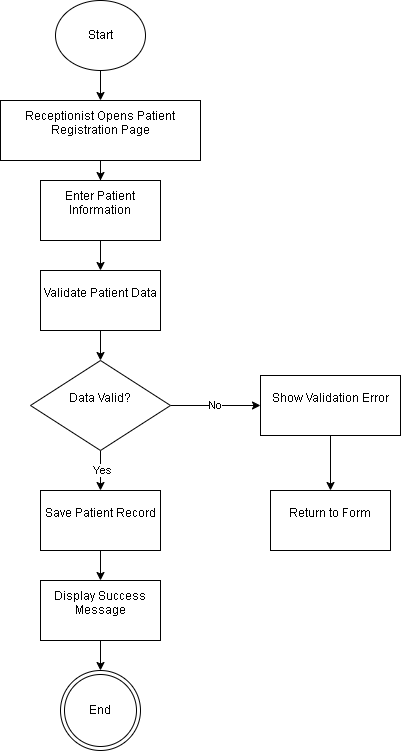 Start
Receptionist Opens Patient
Registration Page
Enter Patient
Information
Validate Patient Data
Data Valid?
No
Show Validation Error
Yes
Save Patient Record
Return to Form
Display Success
Message
End